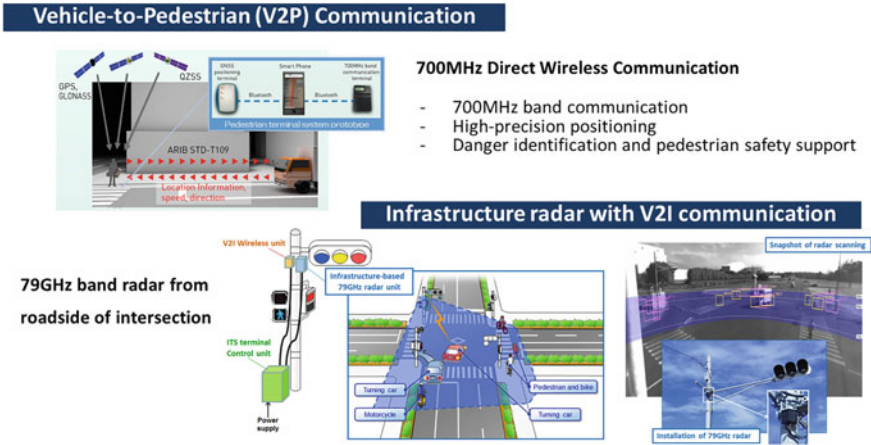 Vehicle-to-Pedestrian (V2P) Communication
GPS,
GLONASS
QZSS
GNSS
positioning
terminal
Smart Phone
700MHz band
communication
terminal
Bluetooth
Bluetooth
Pedestrian terminal system prototype
ARIB STD-T109
Location Information,
speed, direction
700MHz Direct Wireless Communication
- 700MHz band communication
- High-precision positioning
- Danger identification and pedestrian safety support
Infrastructure radar with V2I communication
79GHz band radar from
roadside of intersection
V2I Wireless unit
Infrastructure-based
79GHz radar unit
ITS terminal
Control unit
Power
supply
Turning car
Motorcycle
Pedestrian and bike
Turning car
Snapshot of radar scanning
Installation of 79GHz radar